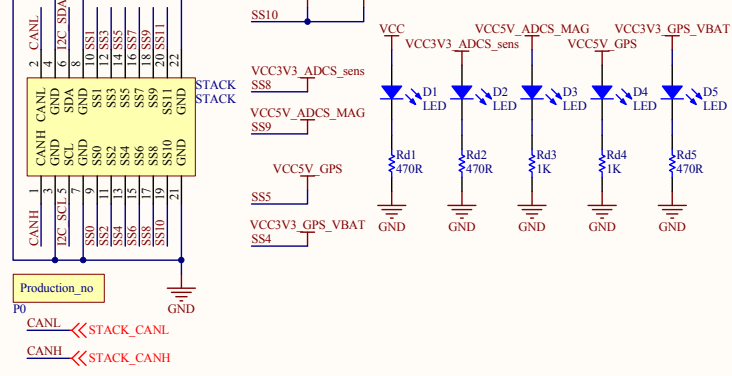 SS10
CANL
I2C SDA
SS1
SS3
SS5
SS7
SS9
SS11
2
4
6
8
10
12
14
16
18
20
22
CANL
GND
SDA
GND
SS1
SS3
SS5
SS7
SS9
SS11
GND
STACK
STACK
CANH
GND
SCL
GND
SS0
SS2
SS4
SS6
SS8
SS10
GND
1
3
5
7
9
11
13
15
17
19
21
CANH
I2C SCL
SS0
SS2
SS4
SS6
SS8
SS10
GND
Production_no
P0
CANL
STACK_CANL
CANH
STACK_CANH
VCC3V3_ADCS_sens
SS8
VCC5V_ADCS_MAG
SS9
VCC5V_GPS
SS5
VCC3V3_GPS_VBAT
SS4
VCC
VCC3V3_ADCS_sens
VCC5V_ADCS_MAG
VCC5V_GPS
VCC3V3_GPS_VBAT
D1
LED
D2
LED
D3
LED
D4
LED
D5
LED
Rd1
470R
Rd2
470R
Rd3
1K
Rd4
1K
Rd5
470R
GND
GND
GND
GND
GND